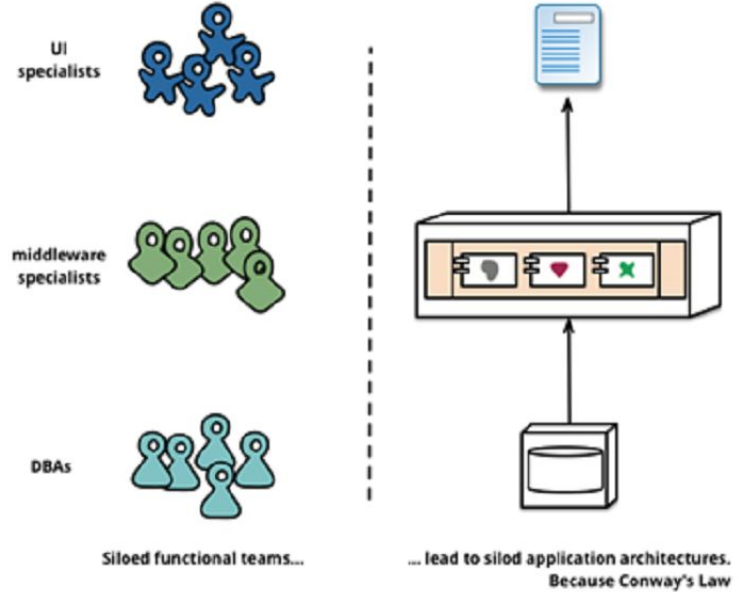 UI
specialists
middleware
specialists
DBAs
Siloed functional teams...
... lead to silod application architectures.
Because Conway's Law